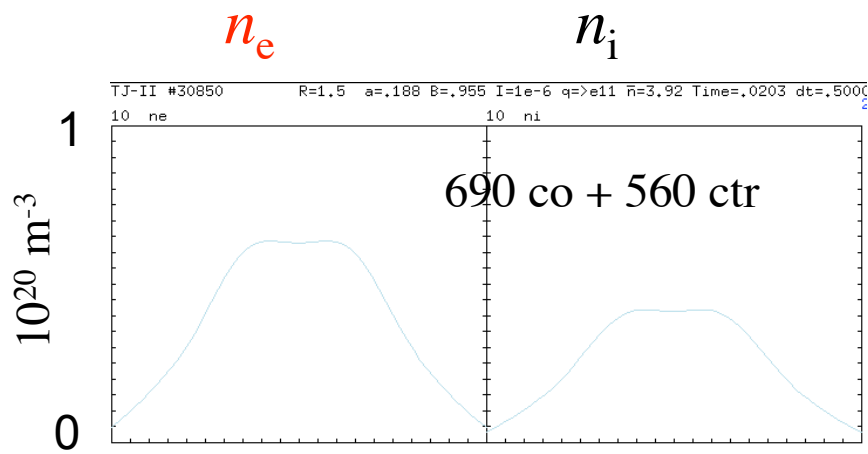 ne ni
TJ-II #30850 R=1.5 a=.188 B=.955 I=1e-6 q=>e11 n̅=3.92 Time=.0203 dt=.5000
2
10 ne 10 ni
1
690 co + 560 ctr
10²⁰ m⁻³
0